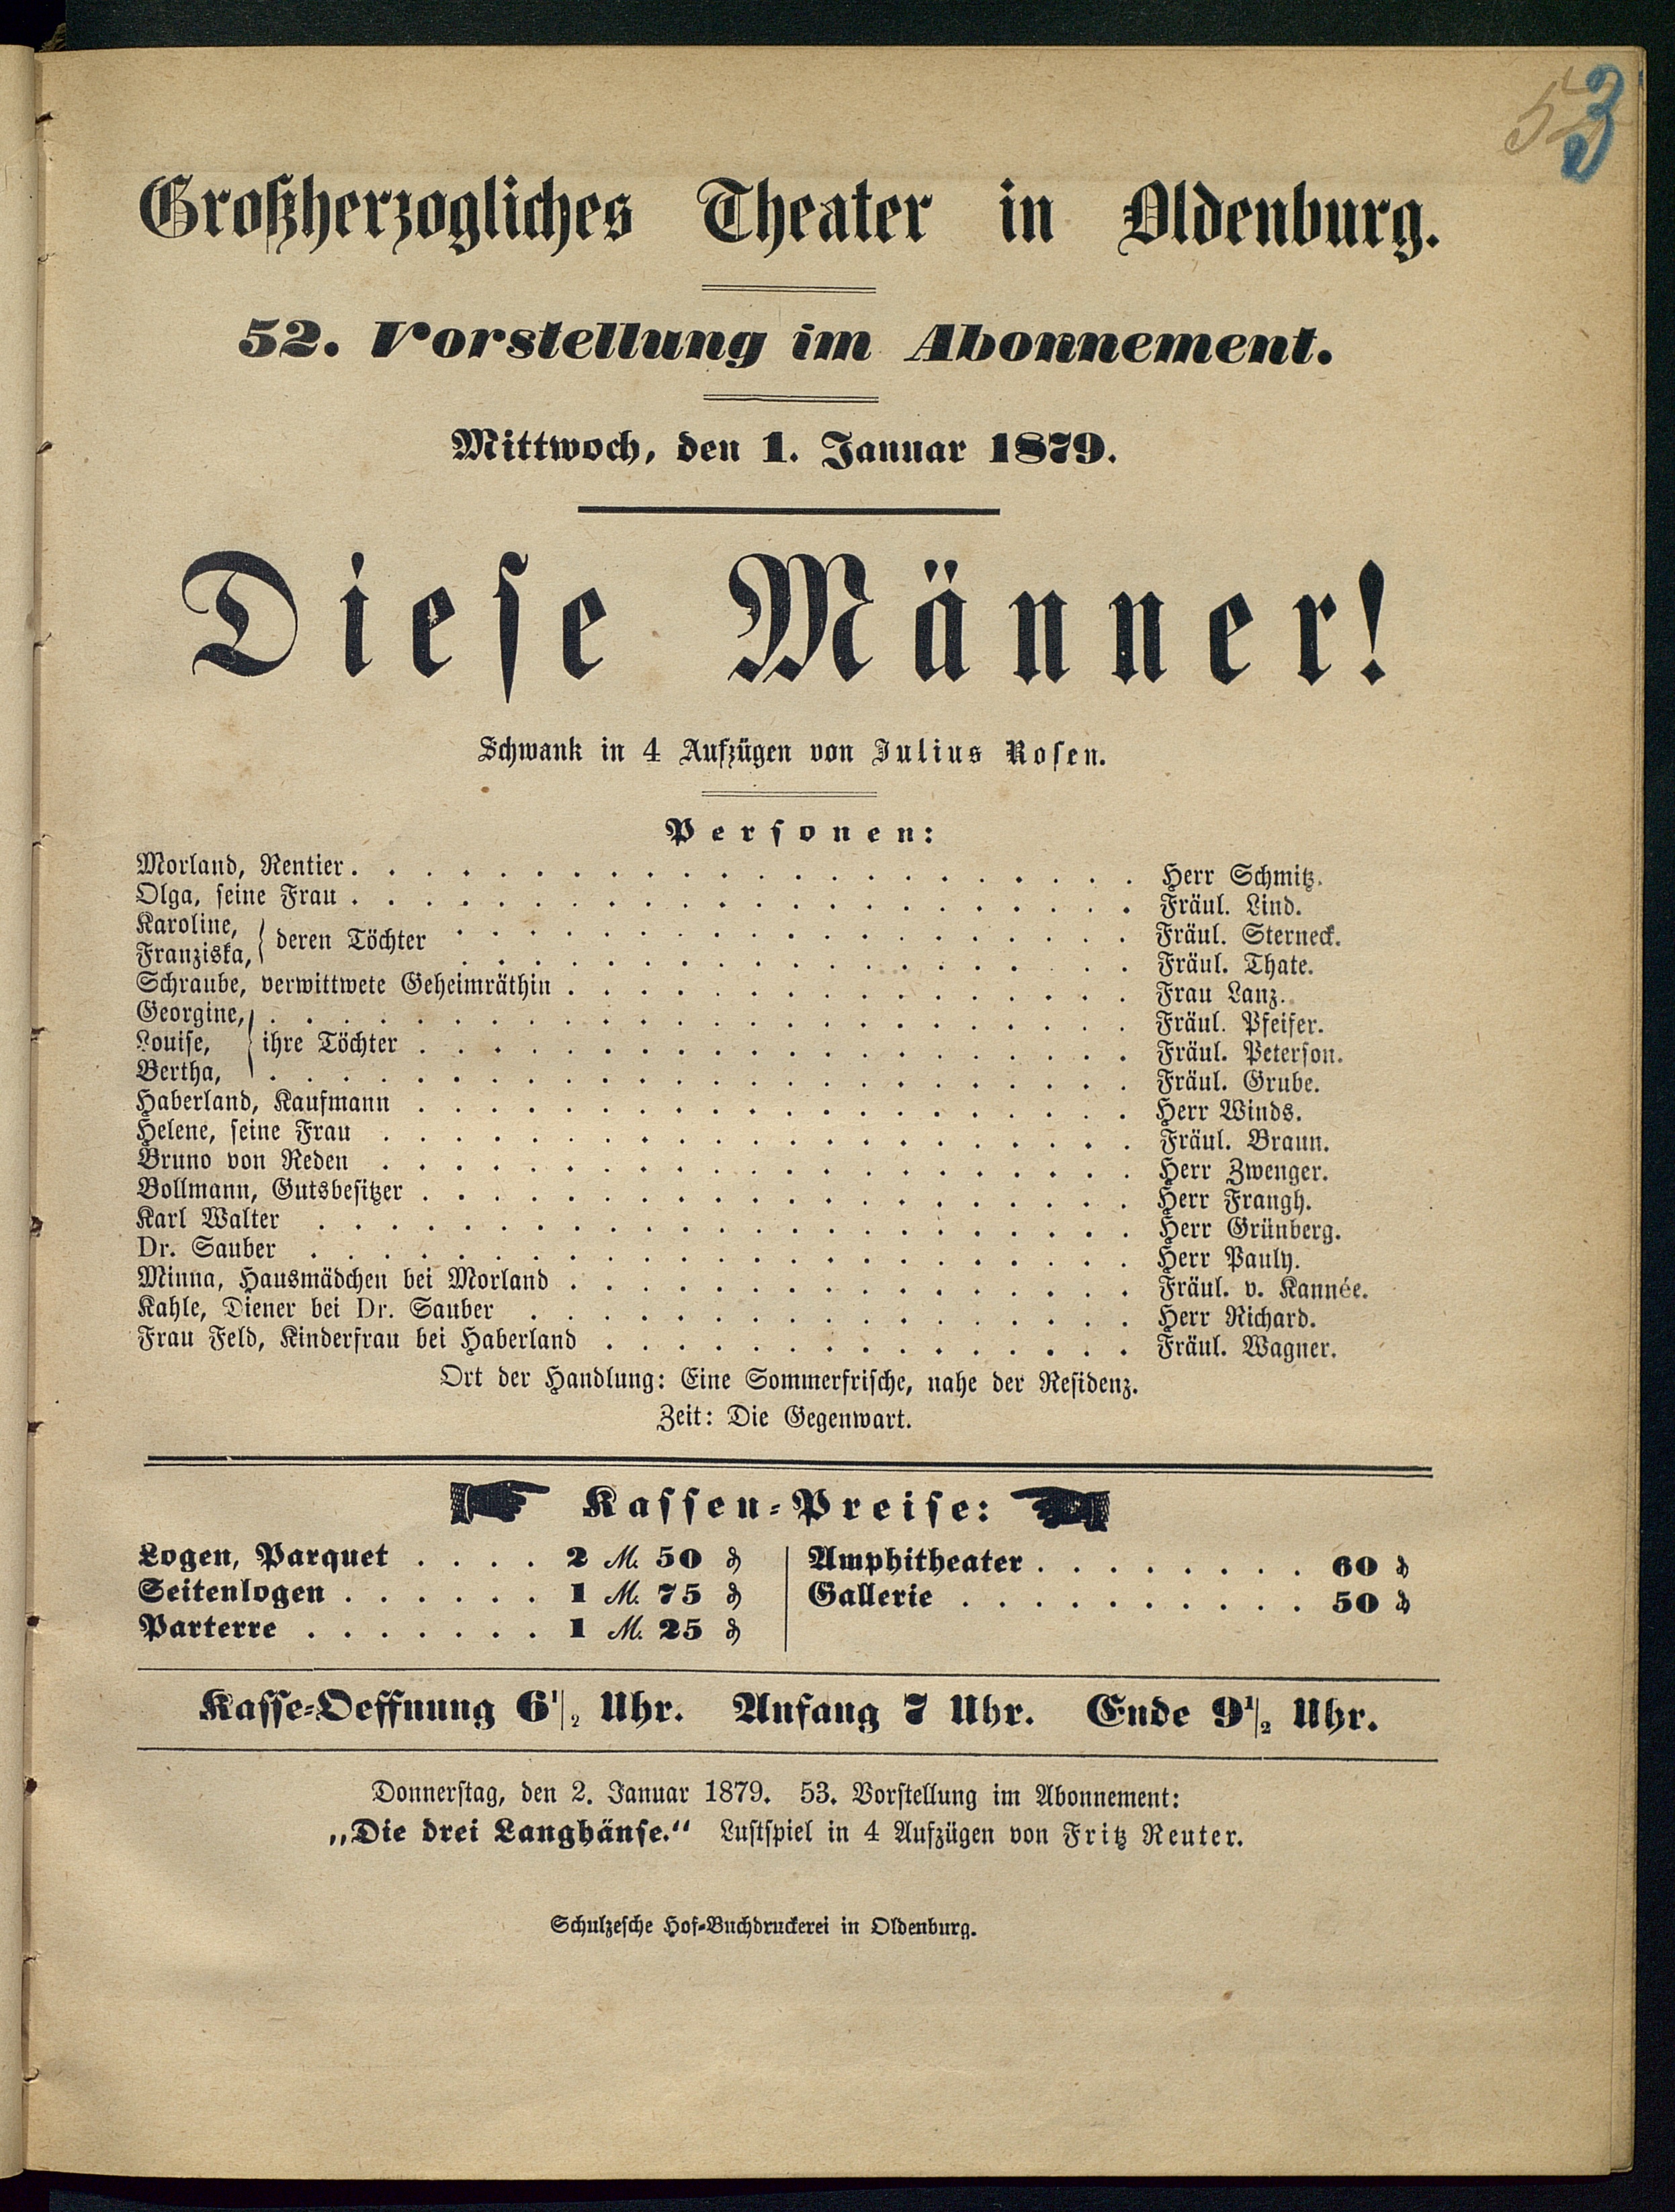 53
Großherzogliches Theater in Oldenburg.
52. Vorstellung im Abonnement.
Mittwoch, den 1. Januar 1879.
Diese Männer!
Schwank in 4 Aufzügen von Julius Rosen.
Personen:
Morland, Rentier . . . . . Herr Schmitz.
Olga, seine Frau . . . . . Fräul. Lind.
Karoline, } deren Töchter . . . . . Fräul. Sterneck.
Franziska, } . . . . . Fräul. Thate.
Schraube, verwittwete Geheimräthin . . . . . Frau Lanz.
Georgine, } . . . . . Fräul. Pfeifer.
Louise, } ihre Töchter . . . . . Fräul. Peterson.
Bertha, } . . . . . Fräul. Grube.
Haberland, Kaufmann . . . . . Herr Winds.
Helene, seine Frau . . . . . Fräul. Braun.
Bruno von Reden . . . . . Herr Zwenger.
Bollmann, Gutsbesitzer . . . . . Herr Frangh.
Karl Walter . . . . . Herr Grünberg.
Dr. Sauber . . . . . Herr Pauly.
Minna, Hausmädchen bei Morland . . . . . Fräul. v. Kannée.
Kahle, Diener bei Dr. Sauber . . . . . Herr Richard.
Frau Feld, Kinderfrau bei Haberland . . . . . Fräul. Wagner.
Ort der Handlung: Eine Sommerfrische, nahe der Residenz.
Zeit: Die Gegenwart.
Kassen-Preise:
Logen, Parquet . . . . 2 M. 50 ₰
Seitenlogen . . . . . . 1 M. 75 ₰
Parterre . . . . . . . 1 M. 25 ₰
Amphitheater . . . . . . . . 60 ₰
Gallerie . . . . . . . . . . 50 ₰
Kasse-Oeffnung 6 1/2 Uhr. Anfang 7 Uhr. Ende 9 1/2 Uhr.
Donnerstag, den 2. Januar 1879. 53. Vorstellung im Abonnement:
„Die drei Langhänse.“ Lustspiel in 4 Aufzügen von Fritz Reuter.
Schulzesche Hof-Buchdruckerei in Oldenburg.